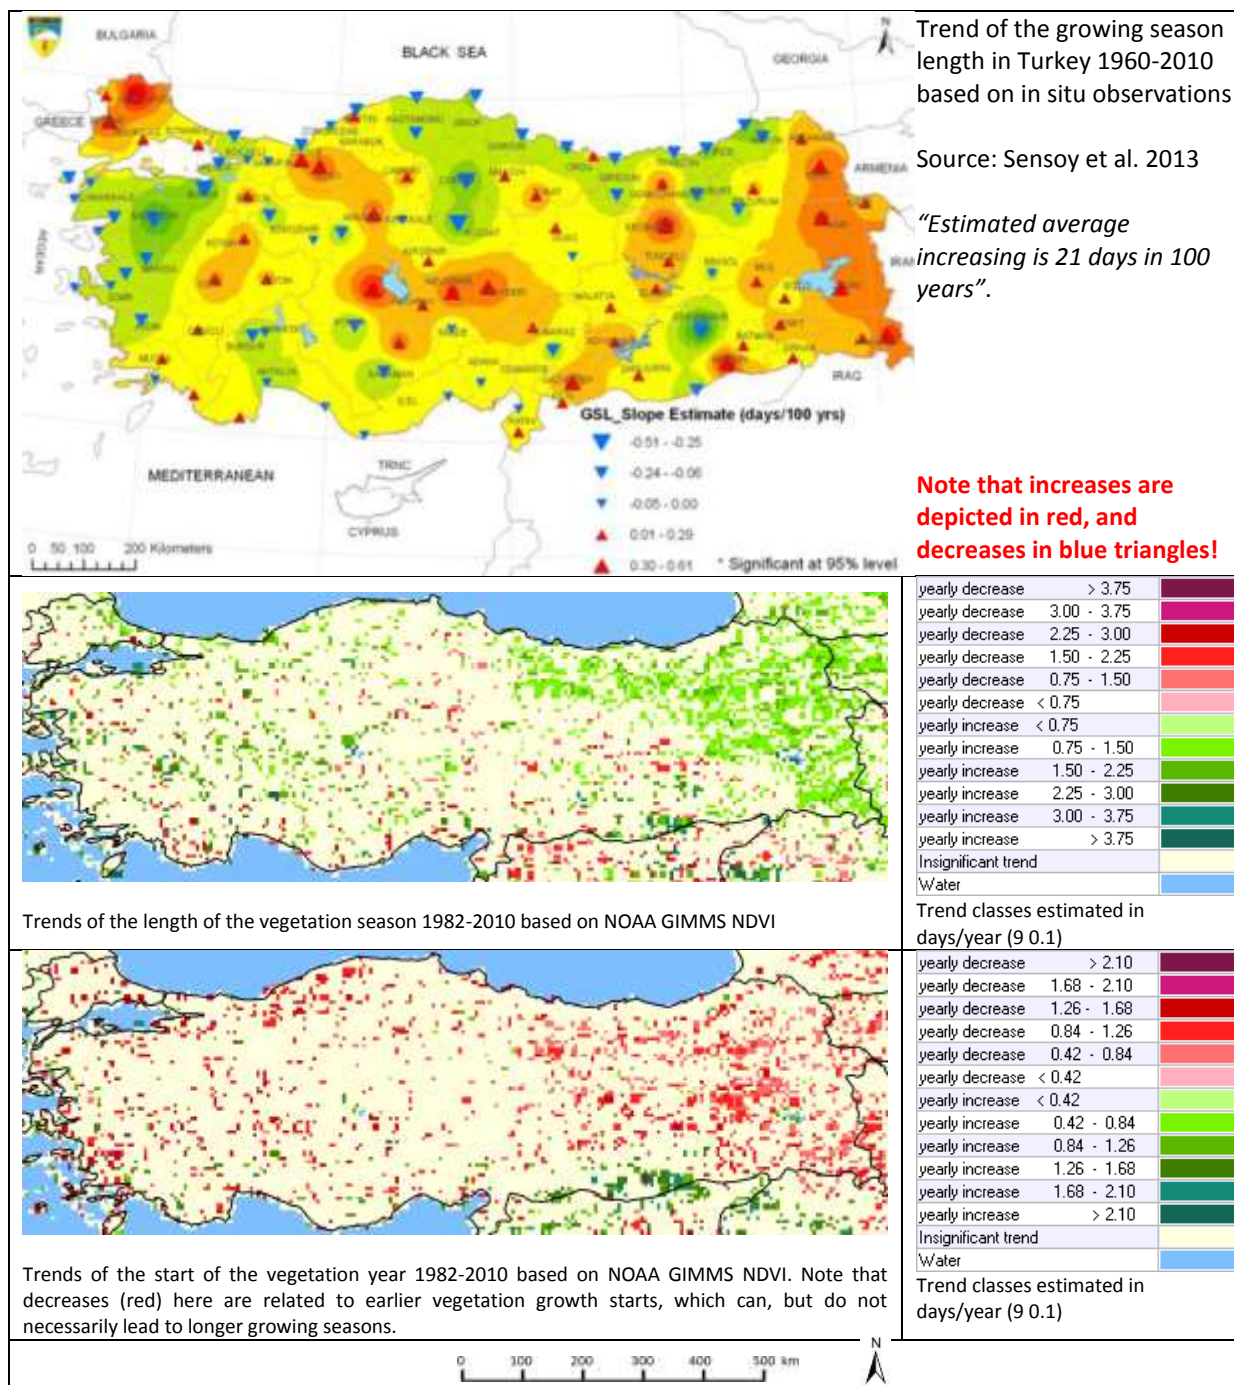 BULGARIA
BLACK SEA
N
GEORGIA
GREECE
ARMENIA
AEGEAN
IRAN
IRAQ
MEDITERRANEAN
TRNC
CYPRUS
0 50 100 200 Kilometers
GSL_Slope Estimate (days/100 yrs)
-0.51 - -0.25
-0.24 - -0.06
-0.05 - 0.00
0.01 - 0.29
0.30 - 0.61
* Significant at 95% level
Trend of the growing season
length in Turkey 1960-2010
based on in situ observations
Source: Sensoy et al. 2013
“Estimated average
increasing is 21 days in 100
years”.
Note that increases are
depicted in red, and
decreases in blue triangles!
Trends of the length of the vegetation season 1982-2010 based on NOAA GIMMS NDVI
yearly decrease > 3.75
yearly decrease 3.00 - 3.75
yearly decrease 2.25 - 3.00
yearly decrease 1.50 - 2.25
yearly decrease 0.75 - 1.50
yearly decrease < 0.75
yearly increase < 0.75
yearly increase 0.75 - 1.50
yearly increase 1.50 - 2.25
yearly increase 2.25 - 3.00
yearly increase 3.00 - 3.75
yearly increase > 3.75
Insignificant trend
Water
Trend classes estimated in
days/year (9 0.1)
Trends of the start of the vegetation year 1982-2010 based on NOAA GIMMS NDVI. Note that
decreases (red) here are related to earlier vegetation growth starts, which can, but do not
necessarily lead to longer growing seasons.
yearly decrease > 2.10
yearly decrease 1.68 - 2.10
yearly decrease 1.26 - 1.68
yearly decrease 0.84 - 1.26
yearly decrease 0.42 - 0.84
yearly decrease < 0.42
yearly increase < 0.42
yearly increase 0.42 - 0.84
yearly increase 0.84 - 1.26
yearly increase 1.26 - 1.68
yearly increase 1.68 - 2.10
yearly increase > 2.10
Insignificant trend
Water
Trend classes estimated in
days/year (9 0.1)
0 100 200 300 400 500 km
N